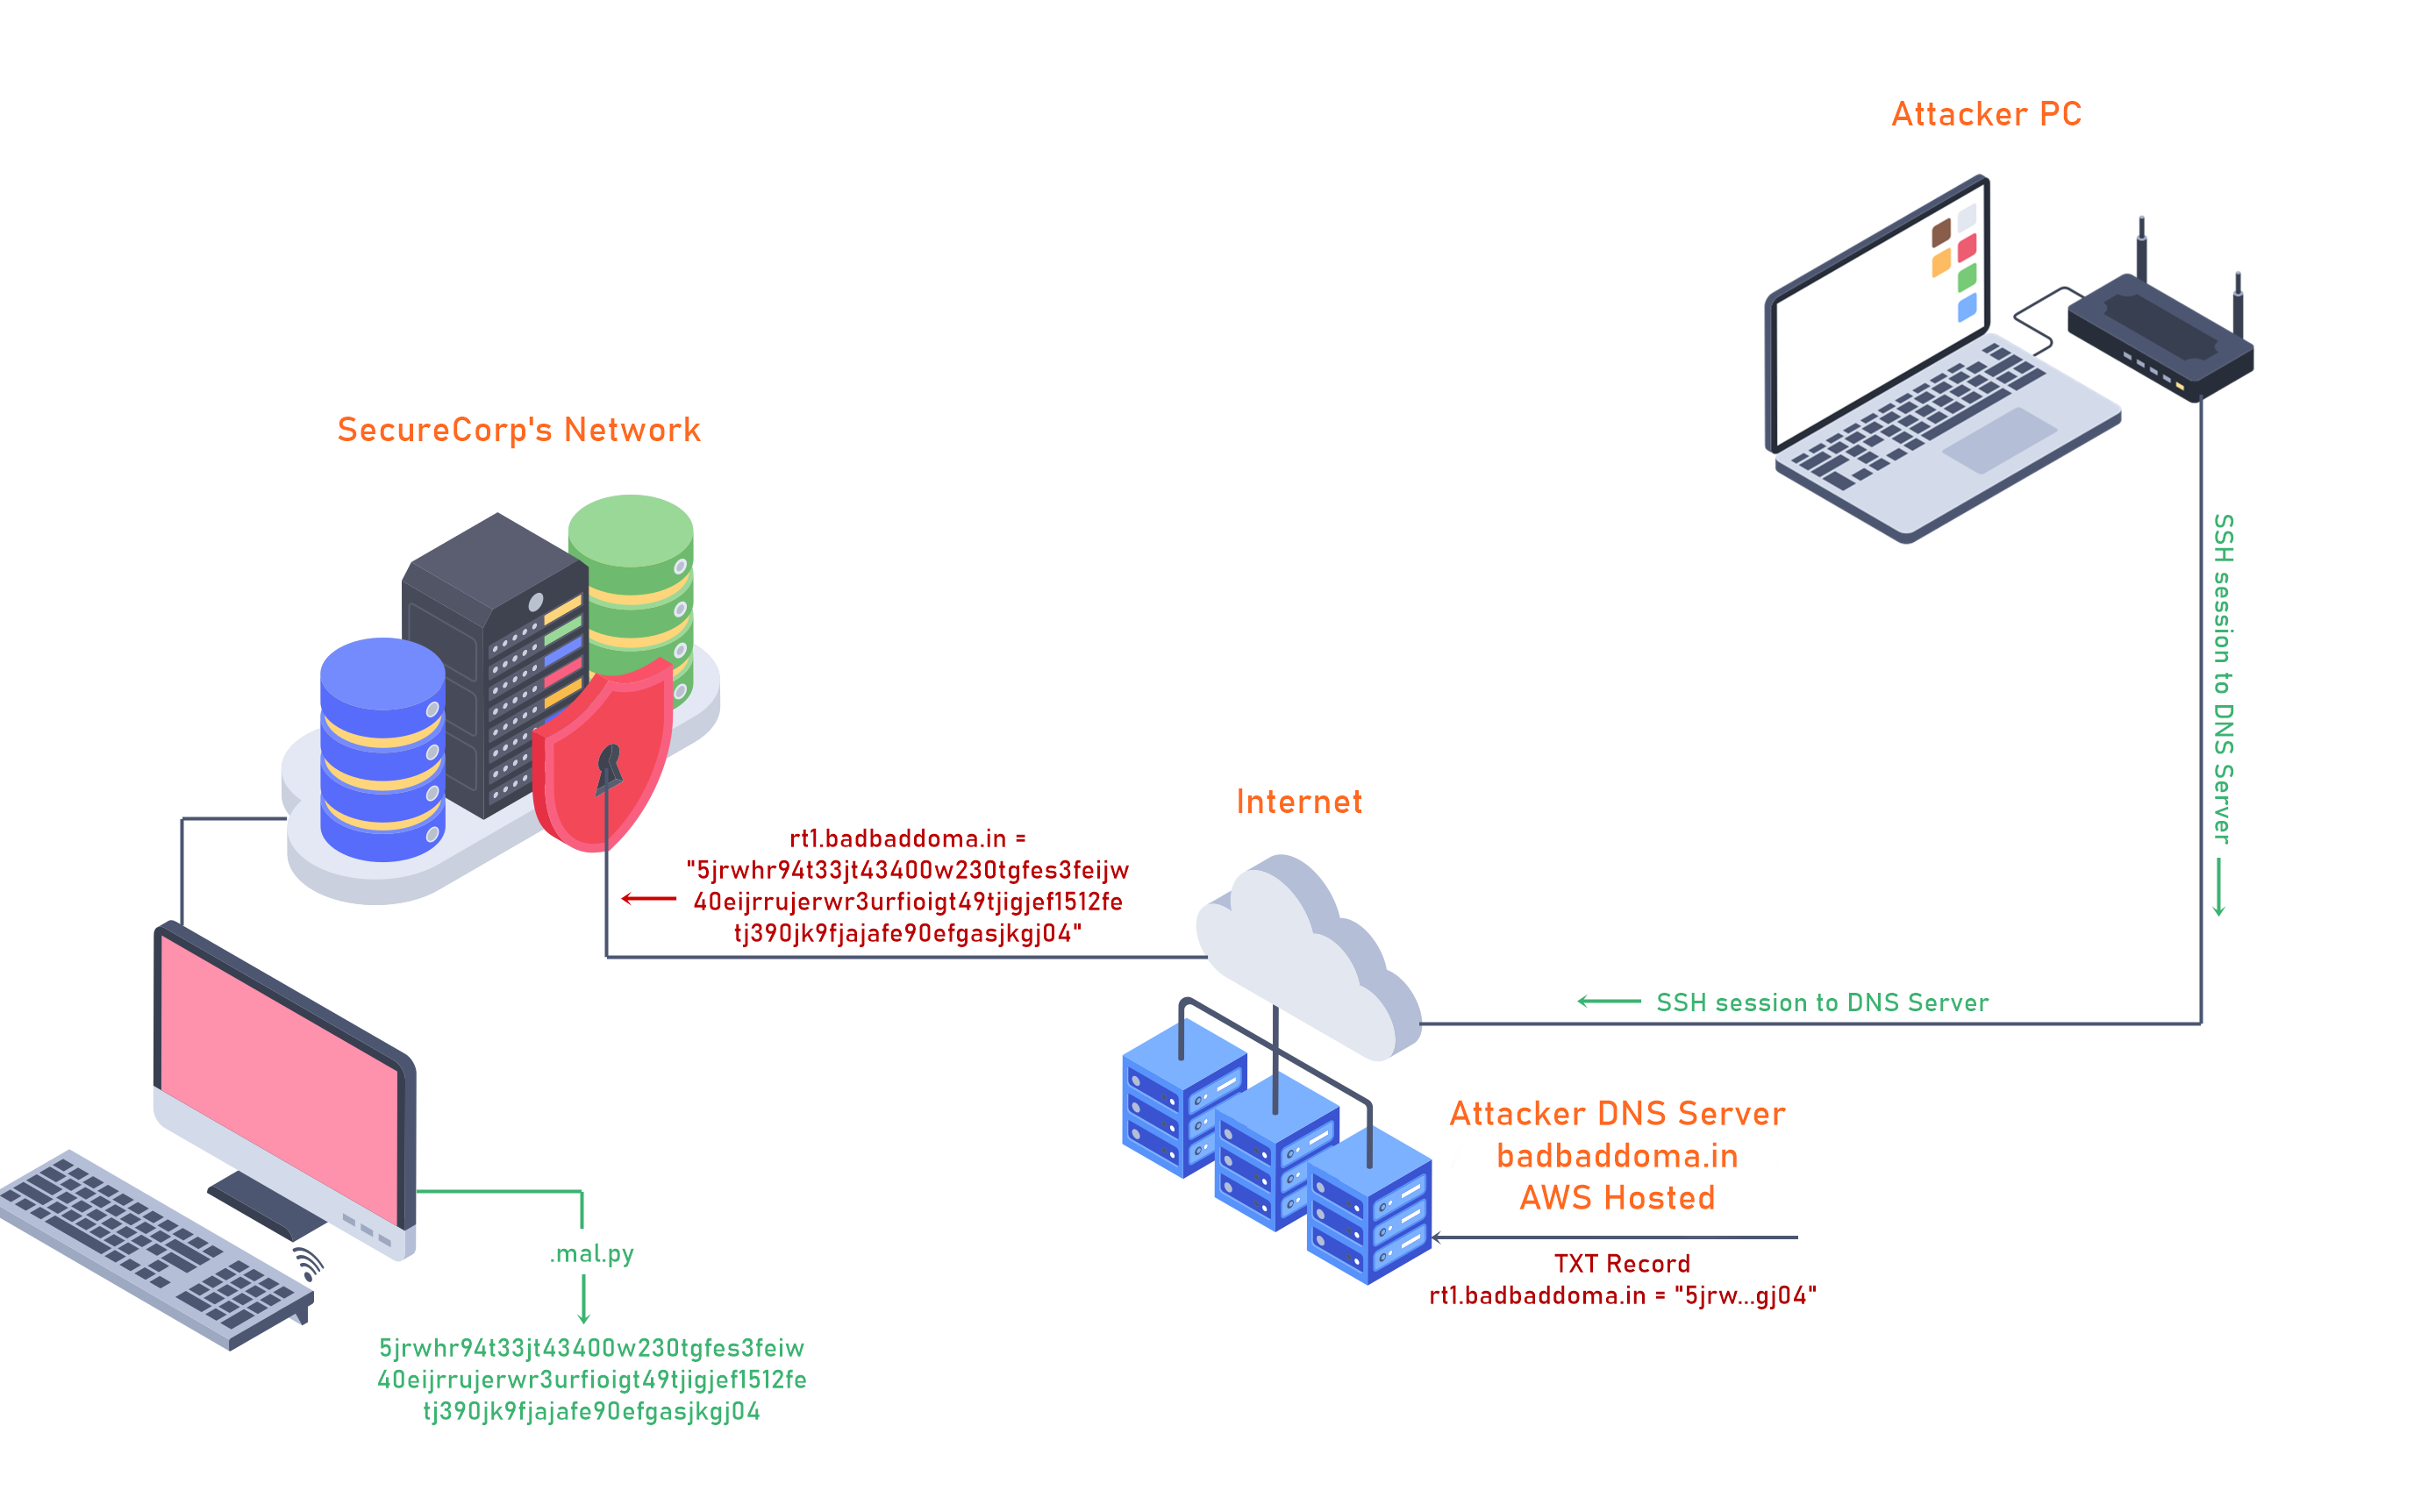 Attacker PC
SecureCorp's Network
SSH session to DNS Server
Internet
rt1.badbaddoma.in =
"5jrwhr94t33jt43400w230tgfes3feijw
40eijrrujerwr3urfioigt49tjigjef1512fe
tj390jk9fjajafe90efgasjkgj04"
SSH session to DNS Server
Attacker DNS Server
badbaddoma.in
AWS Hosted
TXT Record
rt1.badbaddoma.in = "5jrw...gj04"
.mal.py
5jrwhr94t33jt43400w230tgfes3feiw
40eijrrujerwr3urfioigt49tjigjef1512fe
tj390jk9fjajafe90efgasjkgj04